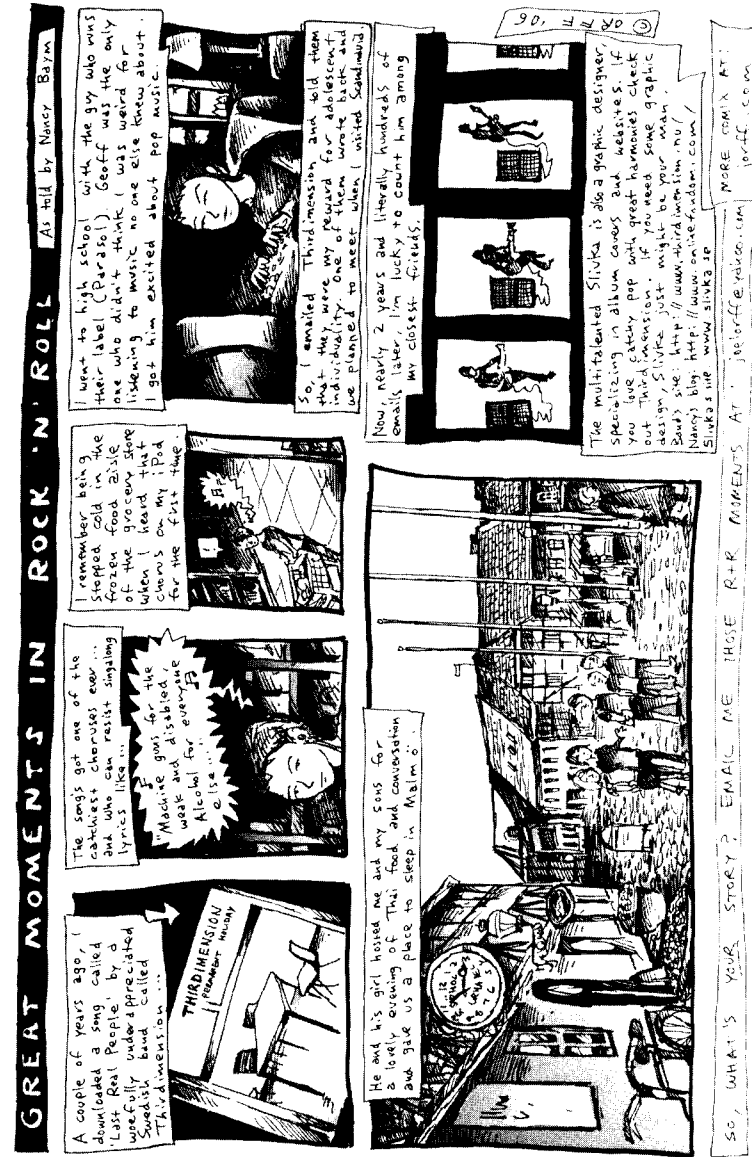 GREAT MOMENTS IN ROCK 'N' ROLL
As told by Nancy Baym
A couple of years ago, I
downloaded a song called
'Last Real People' by a
woefully underappreciated
Swedish band called
Thirdimension...
THIRDIMENSION
PERMANENT HOLIDAY
The song's got one of the
catchiest choruses ever...
and who can resist singalong
lyrics like...
"Machine guns for the
weak and disabled,
Alcohol for everyone
else..."
I remember being
stopped cold in the
frozen food aisle
of the grocery store
when I heard that
chorus on my iPod
for the first time.
I went to high school with the guy who runs
their label (Parasol). Geoff was the only
one who didn't think I was weird for
listening to music no one else knew about.
I got him excited about pop music.
So, I emailed Thirdimension and told them
that they were my reward for adolescent
individuality. One of them wrote back and
we planned to meet when I visited Scandinavia.
He and his girl hosted me and my sons for
a lovely evening of Thai food and conversation
and gave us a place to sleep in Malmö.
Now nearly 2 years and literally hundreds of
emails later, I'm lucky to count him among
my closest friends.
The multitalented Slivka is also a graphic designer,
specializing in album covers and websites. If
you love catchy pop with great harmonies check
out Thirdimension. If you need some graphic
design, Slivka just might be your man.
Band's site: http://www.thirdimension.nu/
Nancy's blog: http://www.onlinefandom.com/
Slivka's site www.slivka.se
© ORFF '06
SO, WHAT'S YOUR STORY? EMAIL ME THOSE R+R MOMENTS AT: joeiorff@yahoo.com
MORE COMIX AT:
jorff.com